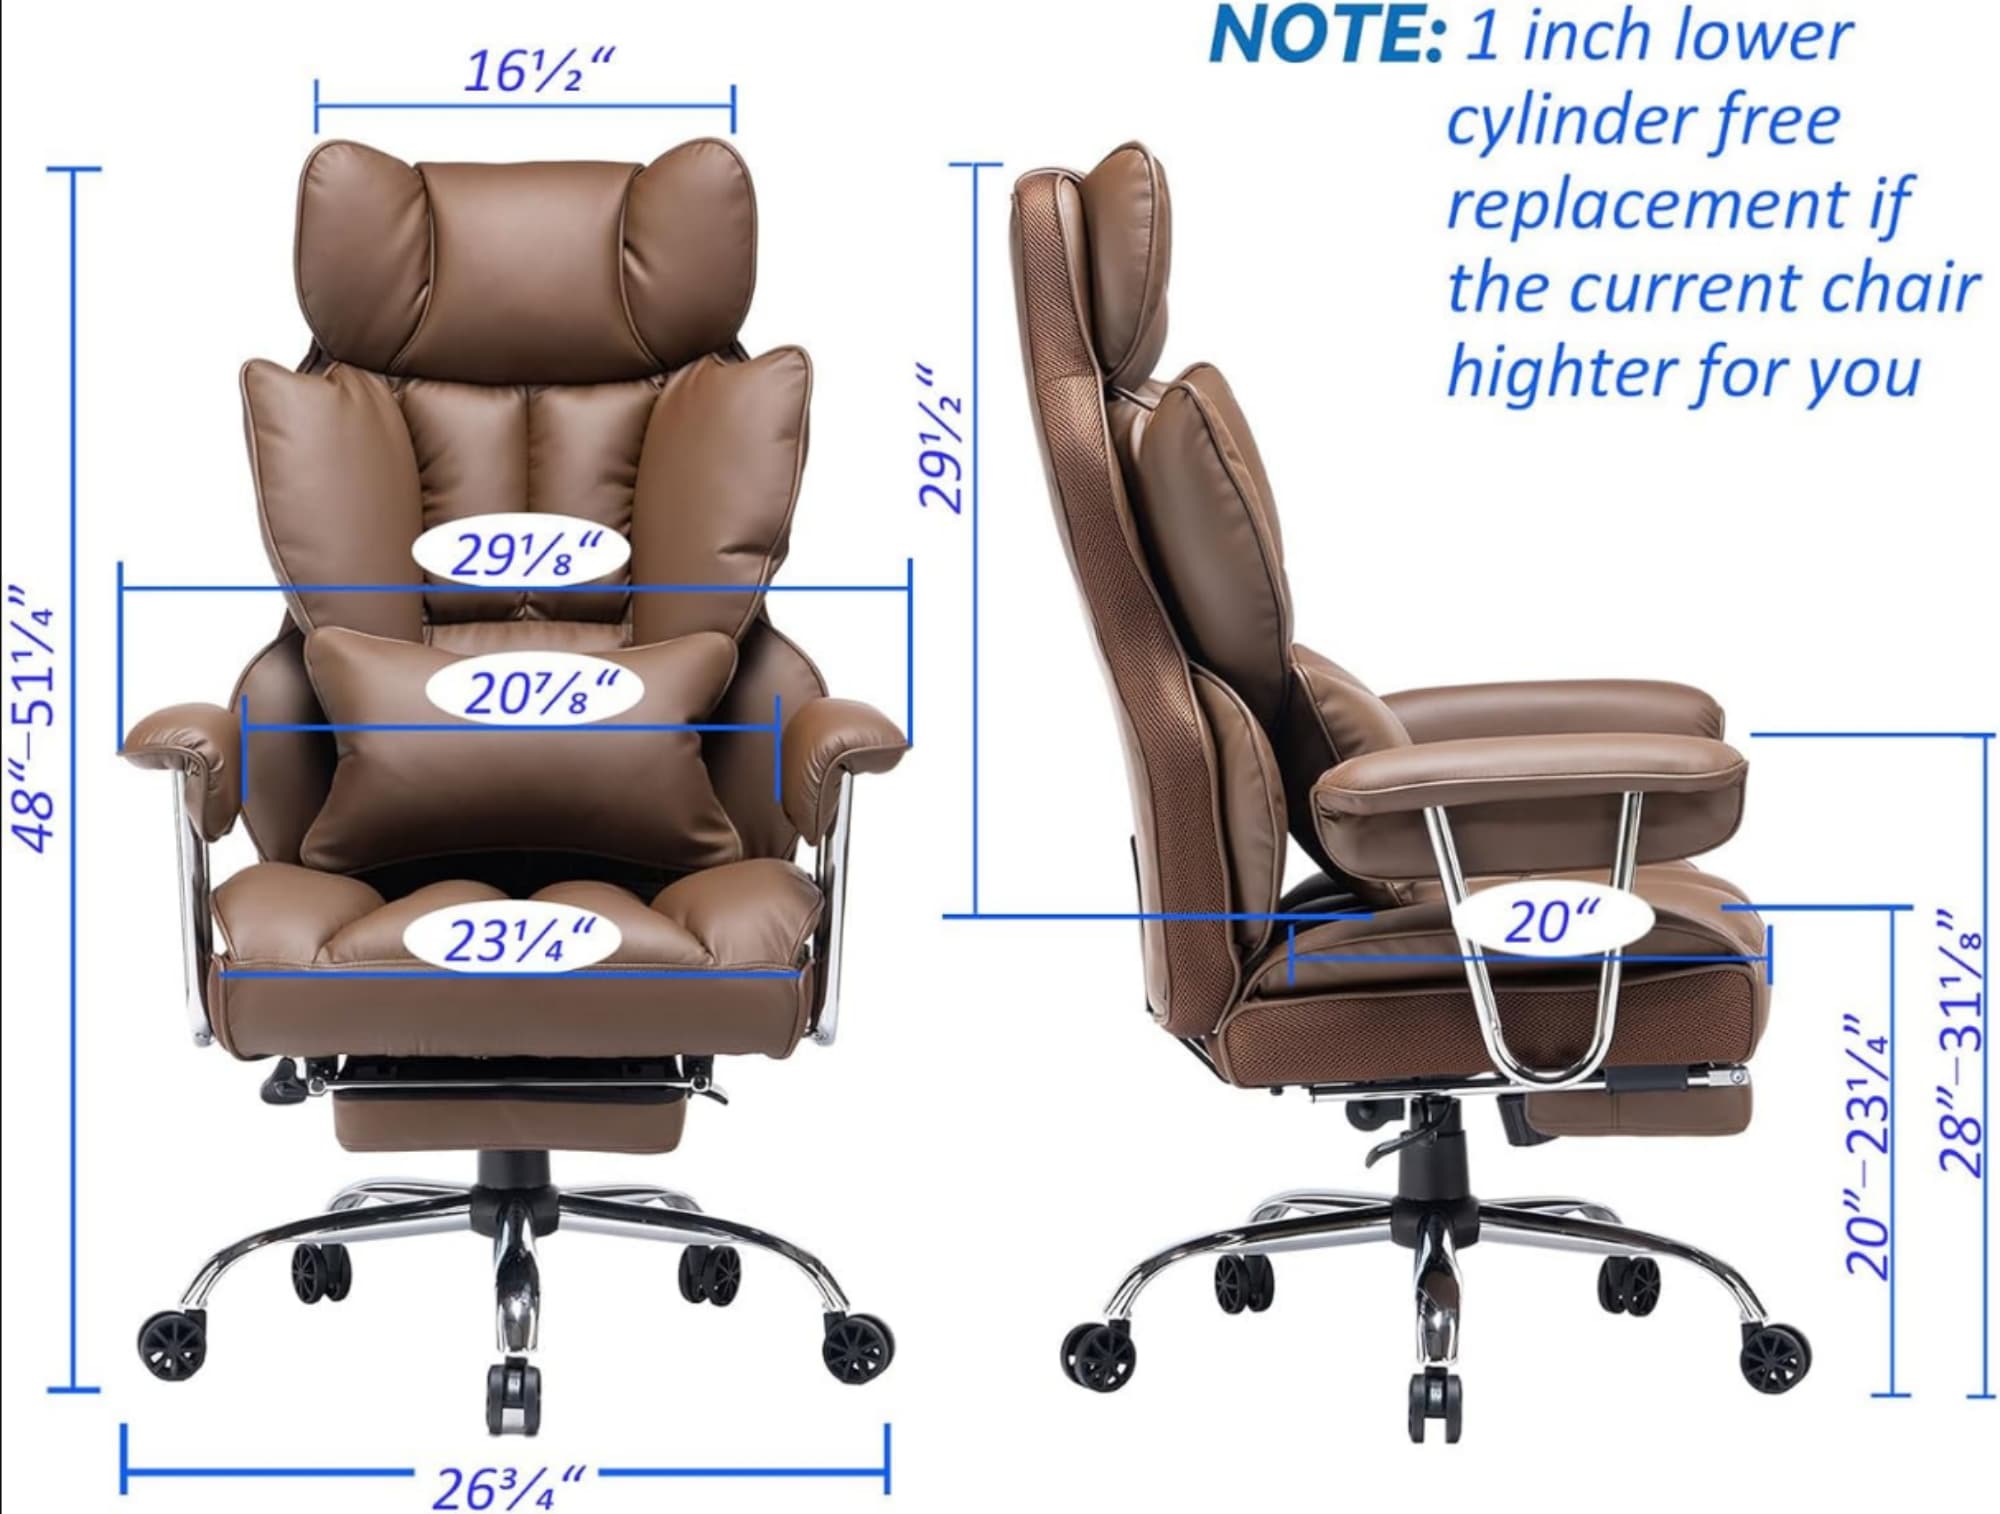 NOTE: 1 inch lower
cylinder free
replacement if
the current chair
highter for you
16½“
48“–51¼”
29⅛“
20⅞“
23¼“
26¾“
29½“
20“
20”–23¼”
28”–31⅛”